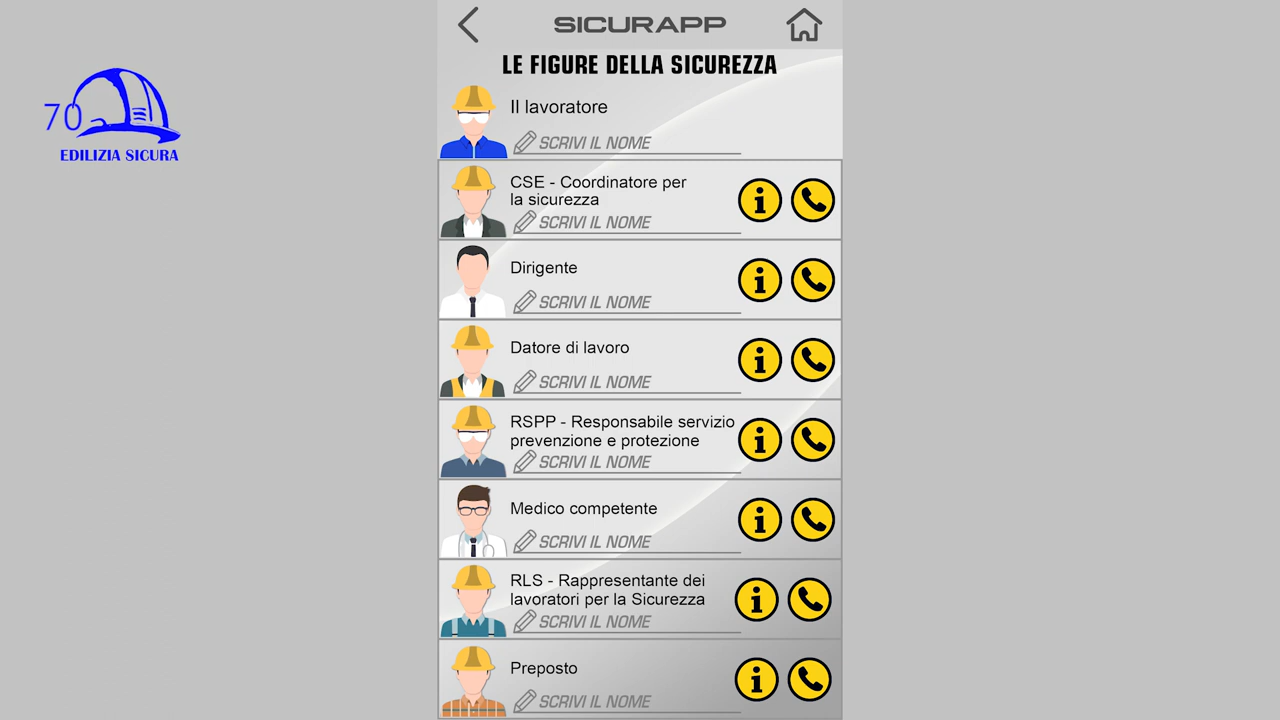 SICURAPP
70
EDILIZIA SICURA
LE FIGURE DELLA SICUREZZA
Il lavoratore
SCRIVI IL NOME
CSE - Coordinatore per
la sicurezza
SCRIVI IL NOME
Dirigente
SCRIVI IL NOME
Datore di lavoro
SCRIVI IL NOME
RSPP - Responsabile servizio
prevenzione e protezione
SCRIVI IL NOME
Medico competente
SCRIVI IL NOME
RLS - Rappresentante dei
lavoratori per la Sicurezza
SCRIVI IL NOME
Preposto
SCRIVI IL NOME